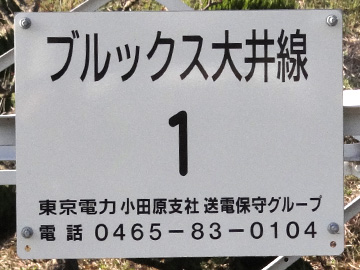 ブルックス大井線
1
東京電力 小田原支社 送電保守グループ
電話 0465-83-0104